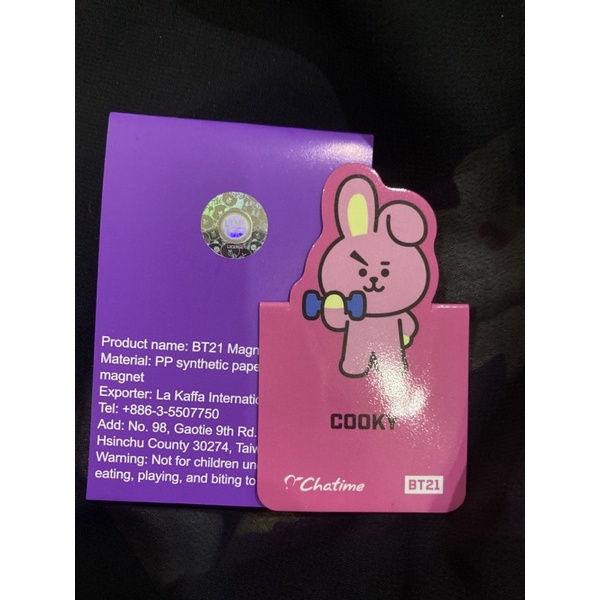 Product name: BT21 Magn
Material: PP synthetic pape
magnet
Exporter: La Kaffa Internatio
Tel: +886-3-5507750
Add: No. 98, Gaotie 9th Rd.
Hsinchu County 30274, Taiw
Warning: Not for children un
eating, playing, and biting to
COOKY
Chatime
BT21